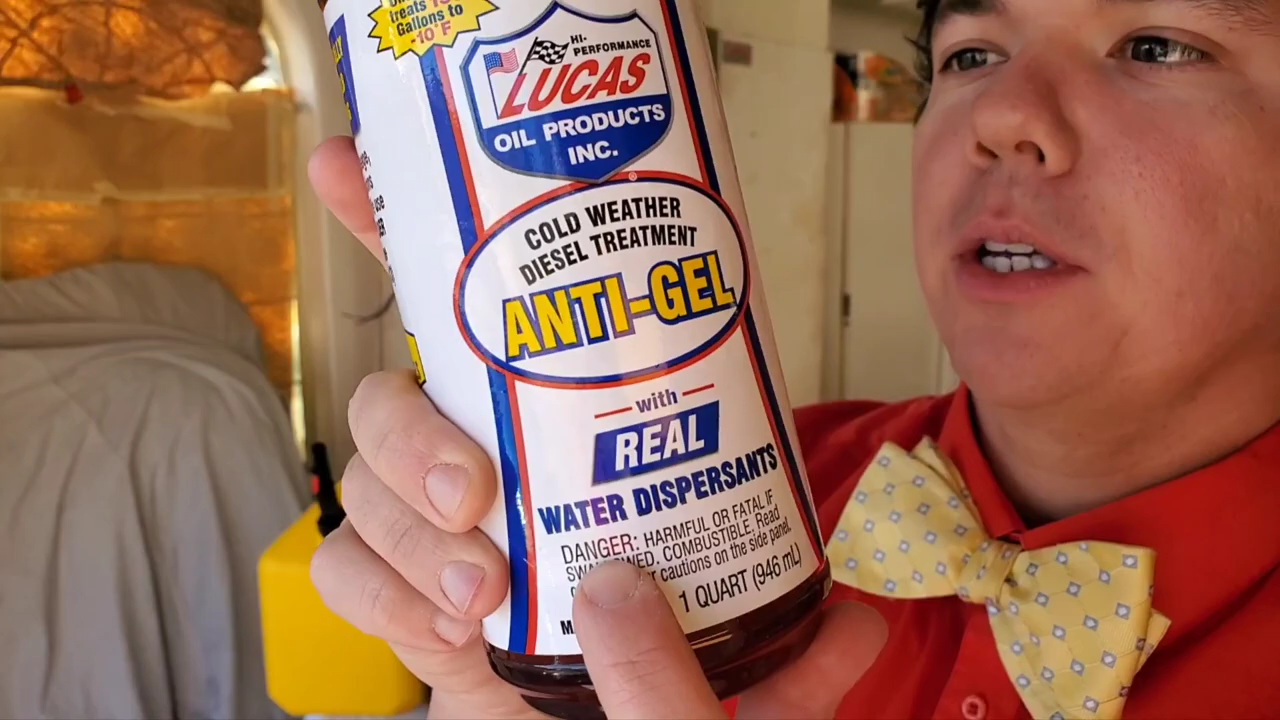 treats
Gallons to
-10°F
HI-
PERFORMANCE
LUCAS
OIL PRODUCTS
INC.
®
COLD WEATHER
DIESEL TREATMENT
ANTI-GEL
with
REAL
WATER DISPERSANTS
DANGER: HARMFUL OR FATAL IF
COMBUSTIBLE. Read
cautions on the side panel.
1 QUART (946 mL)